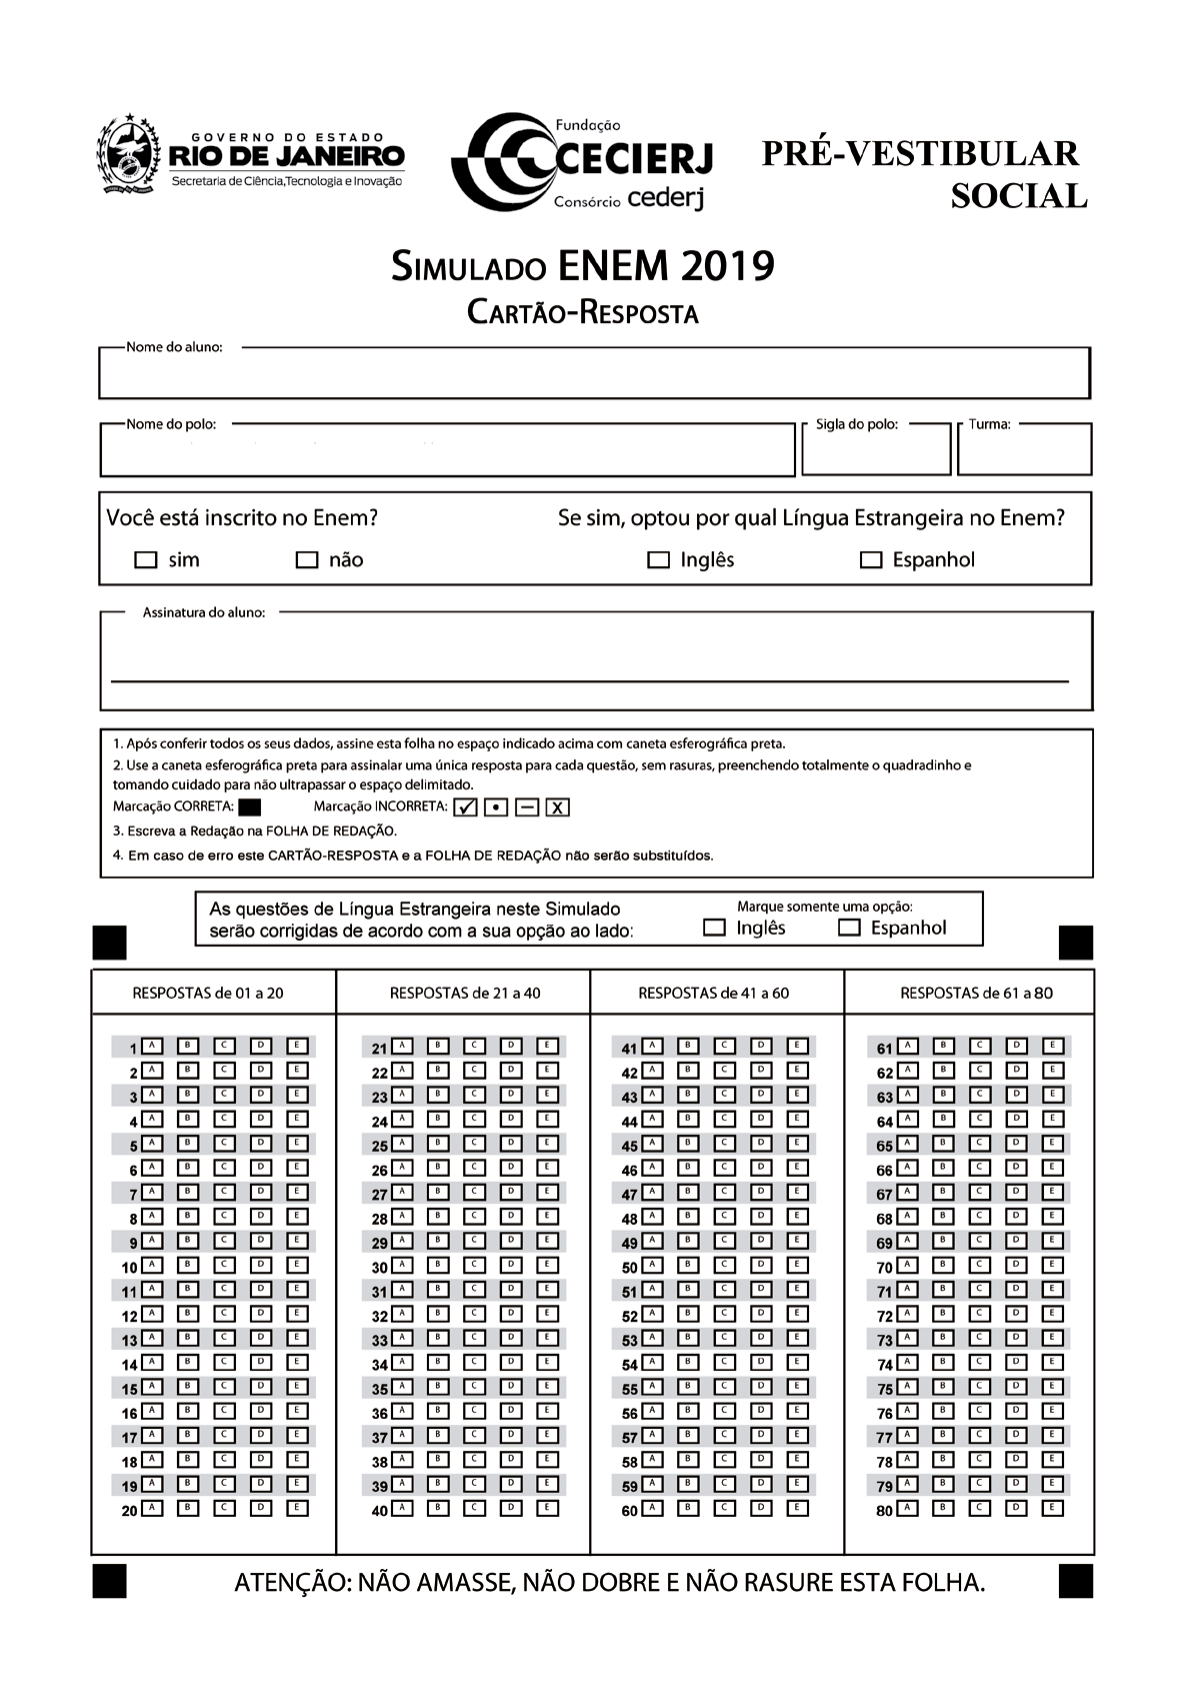 GOVERNO DO ESTADO
RIO DE JANEIRO
Secretaria de Ciência,Tecnologia e Inovação
Fundação
CECIERJ
Consórcio cederj
PRÉ-VESTIBULAR
SOCIAL
SIMULADO ENEM 2019
CARTÃO-RESPOSTA
Nome do aluno:
Nome do polo: Sigla do polo: Turma:
Você está inscrito no Enem? Se sim, optou por qual Língua Estrangeira no Enem?
sim não Inglês Espanhol
Assinatura do aluno:
1. Após conferir todos os seus dados, assine esta folha no espaço indicado acima com caneta esferográfica preta.
2. Use a caneta esferográfica preta para assinalar uma única resposta para cada questão, sem rasuras, preenchendo totalmente o quadradinho e
tomando cuidado para não ultrapassar o espaço delimitado.
Marcação CORRETA: Marcação INCORRETA: ✓ • – X
3. Escreva a Redação na FOLHA DE REDAÇÃO.
4. Em caso de erro este CARTÃO-RESPOSTA e a FOLHA DE REDAÇÃO não serão substituídos.
As questões de Língua Estrangeira neste Simulado
serão corrigidas de acordo com a sua opção ao lado:
Marque somente uma opção:
Inglês Espanhol
RESPOSTAS de 01 a 20 RESPOSTAS de 21 a 40 RESPOSTAS de 41 a 60 RESPOSTAS de 61 a 80
1 A B C D E 21 A B C D E 41 A B C D E 61 A B C D E
2 A B C D E 22 A B C D E 42 A B C D E 62 A B C D E
3 A B C D E 23 A B C D E 43 A B C D E 63 A B C D E
4 A B C D E 24 A B C D E 44 A B C D E 64 A B C D E
5 A B C D E 25 A B C D E 45 A B C D E 65 A B C D E
6 A B C D E 26 A B C D E 46 A B C D E 66 A B C D E
7 A B C D E 27 A B C D E 47 A B C D E 67 A B C D E
8 A B C D E 28 A B C D E 48 A B C D E 68 A B C D E
9 A B C D E 29 A B C D E 49 A B C D E 69 A B C D E
10 A B C D E 30 A B C D E 50 A B C D E 70 A B C D E
11 A B C D E 31 A B C D E 51 A B C D E 71 A B C D E
12 A B C D E 32 A B C D E 52 A B C D E 72 A B C D E
13 A B C D E 33 A B C D E 53 A B C D E 73 A B C D E
14 A B C D E 34 A B C D E 54 A B C D E 74 A B C D E
15 A B C D E 35 A B C D E 55 A B C D E 75 A B C D E
16 A B C D E 36 A B C D E 56 A B C D E 76 A B C D E
17 A B C D E 37 A B C D E 57 A B C D E 77 A B C D E
18 A B C D E 38 A B C D E 58 A B C D E 78 A B C D E
19 A B C D E 39 A B C D E 59 A B C D E 79 A B C D E
20 A B C D E 40 A B C D E 60 A B C D E 80 A B C D E
ATENÇÃO: NÃO AMASSE, NÃO DOBRE E NÃO RASURE ESTA FOLHA.